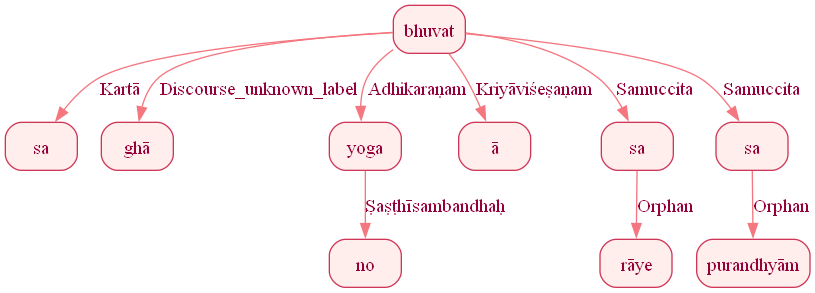 bhuvat
Kartā Discourse_unknown_label Adhikaraṇam Kriyāviśeṣaṇam Samuccita Samuccita
sa ghā yoga ā sa sa
Ṣaṣṭhīsambandhaḥ Orphan Orphan
no rāye purandhyām